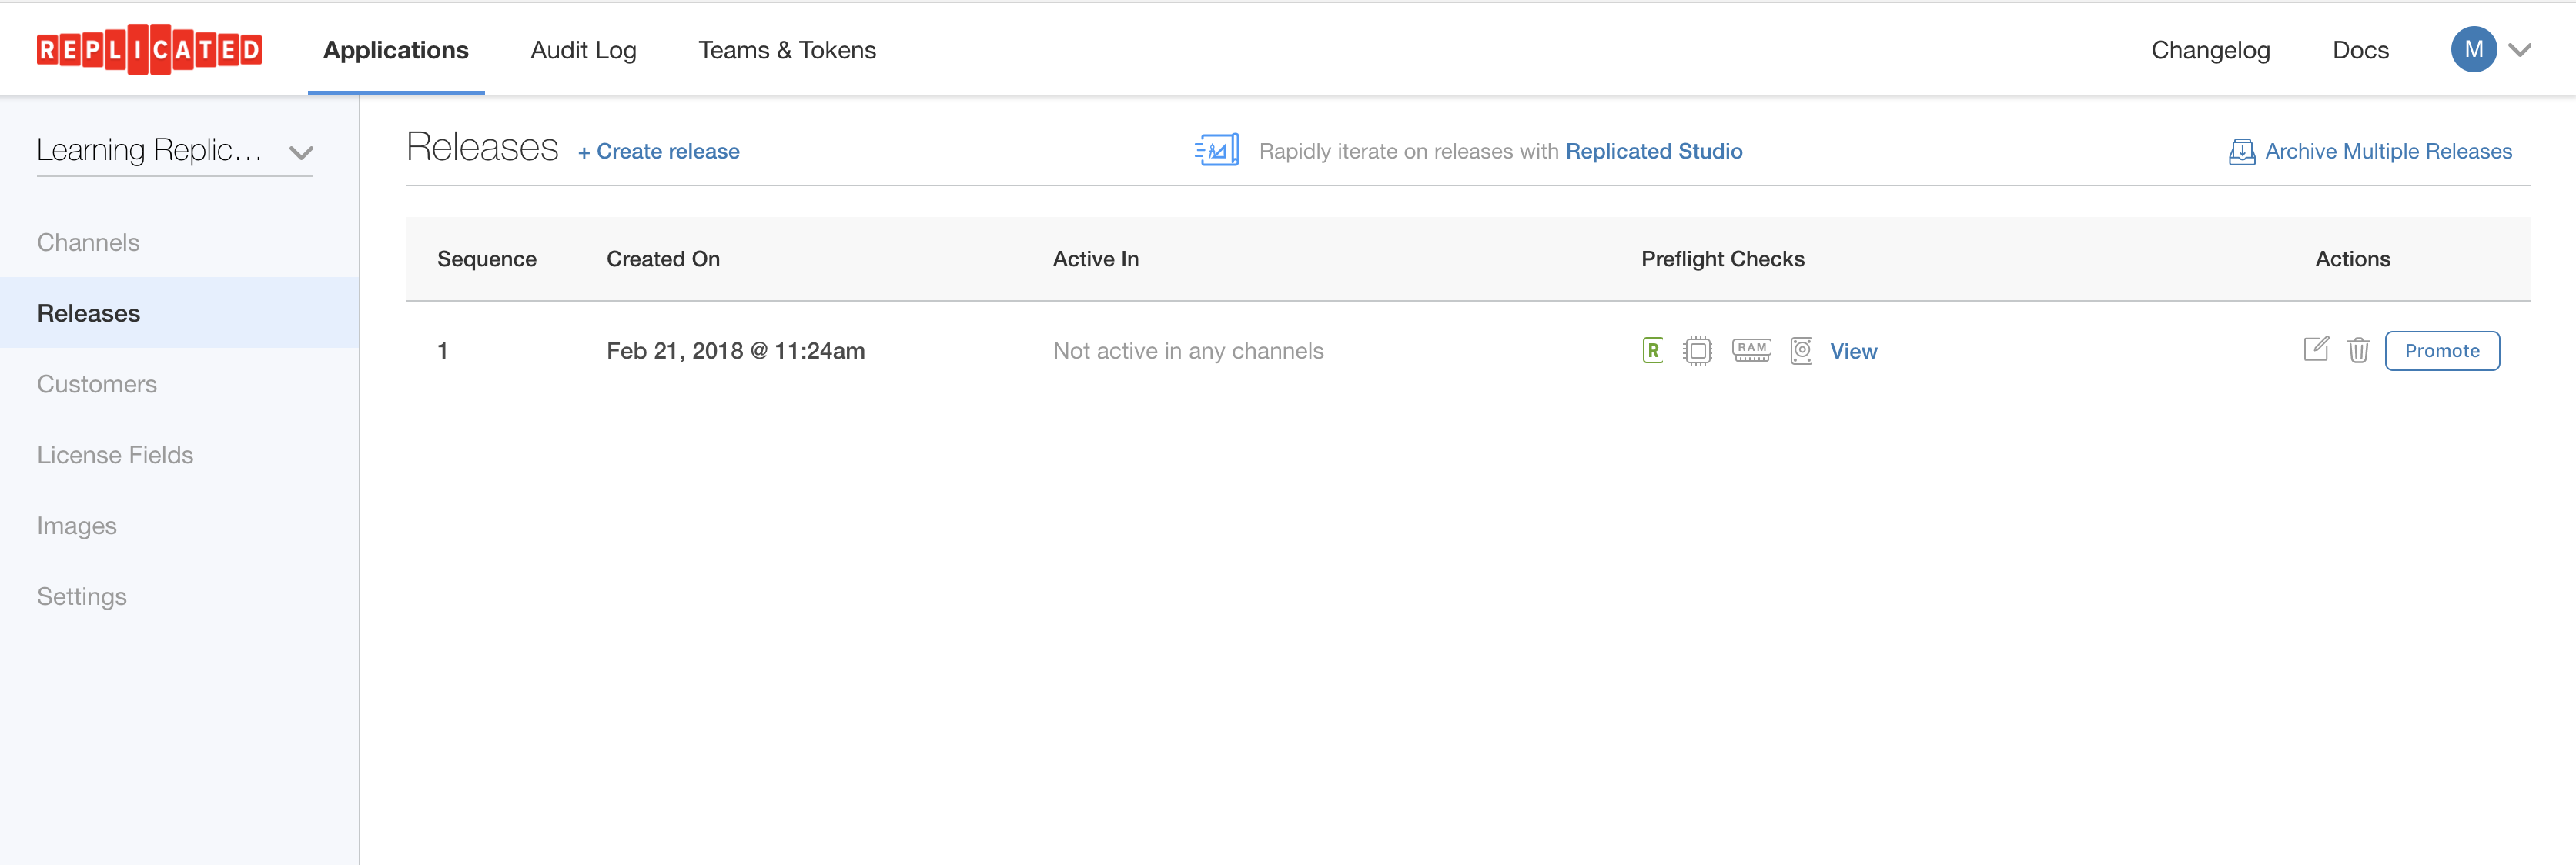 REPLICATED Applications Audit Log Teams & Tokens Changelog Docs M
Learning Replic...
Channels
Releases
Customers
License Fields
Images
Settings
Releases + Create release Rapidly iterate on releases with Replicated Studio Archive Multiple Releases
Sequence Created On Active In Preflight Checks Actions
1 Feb 21, 2018 @ 11:24am Not active in any channels R RAM View Promote